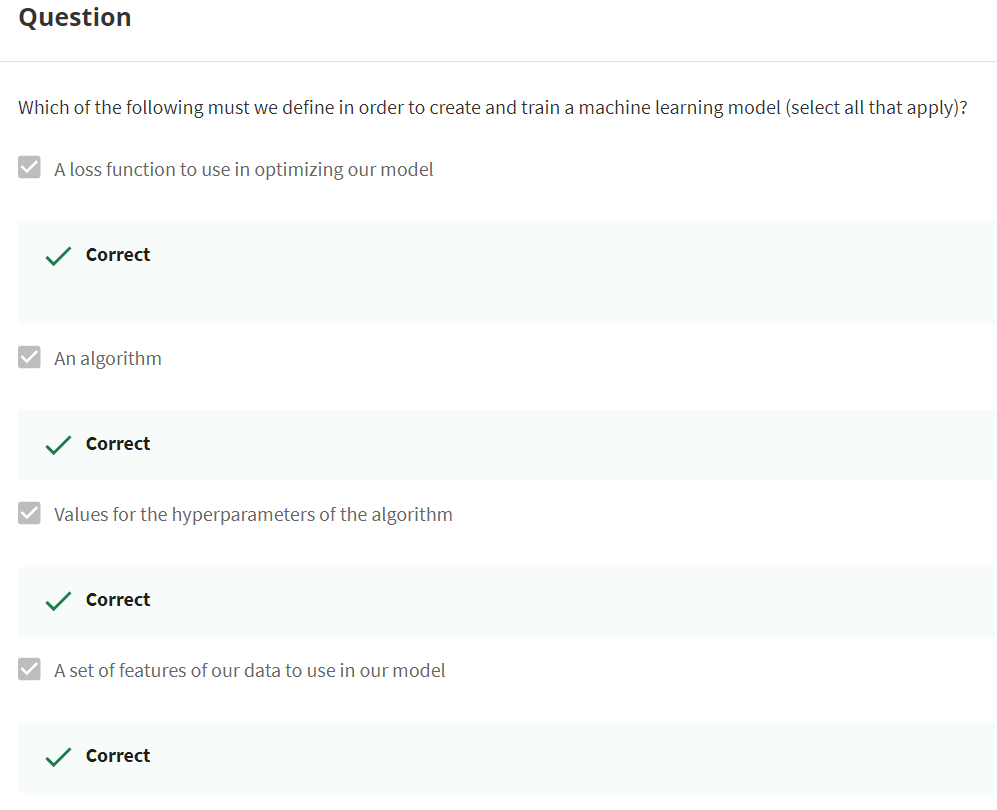 Question
Which of the following must we define in order to create and train a machine learning model (select all that apply)?
A loss function to use in optimizing our model
Correct
An algorithm
Correct
Values for the hyperparameters of the algorithm
Correct
A set of features of our data to use in our model
Correct